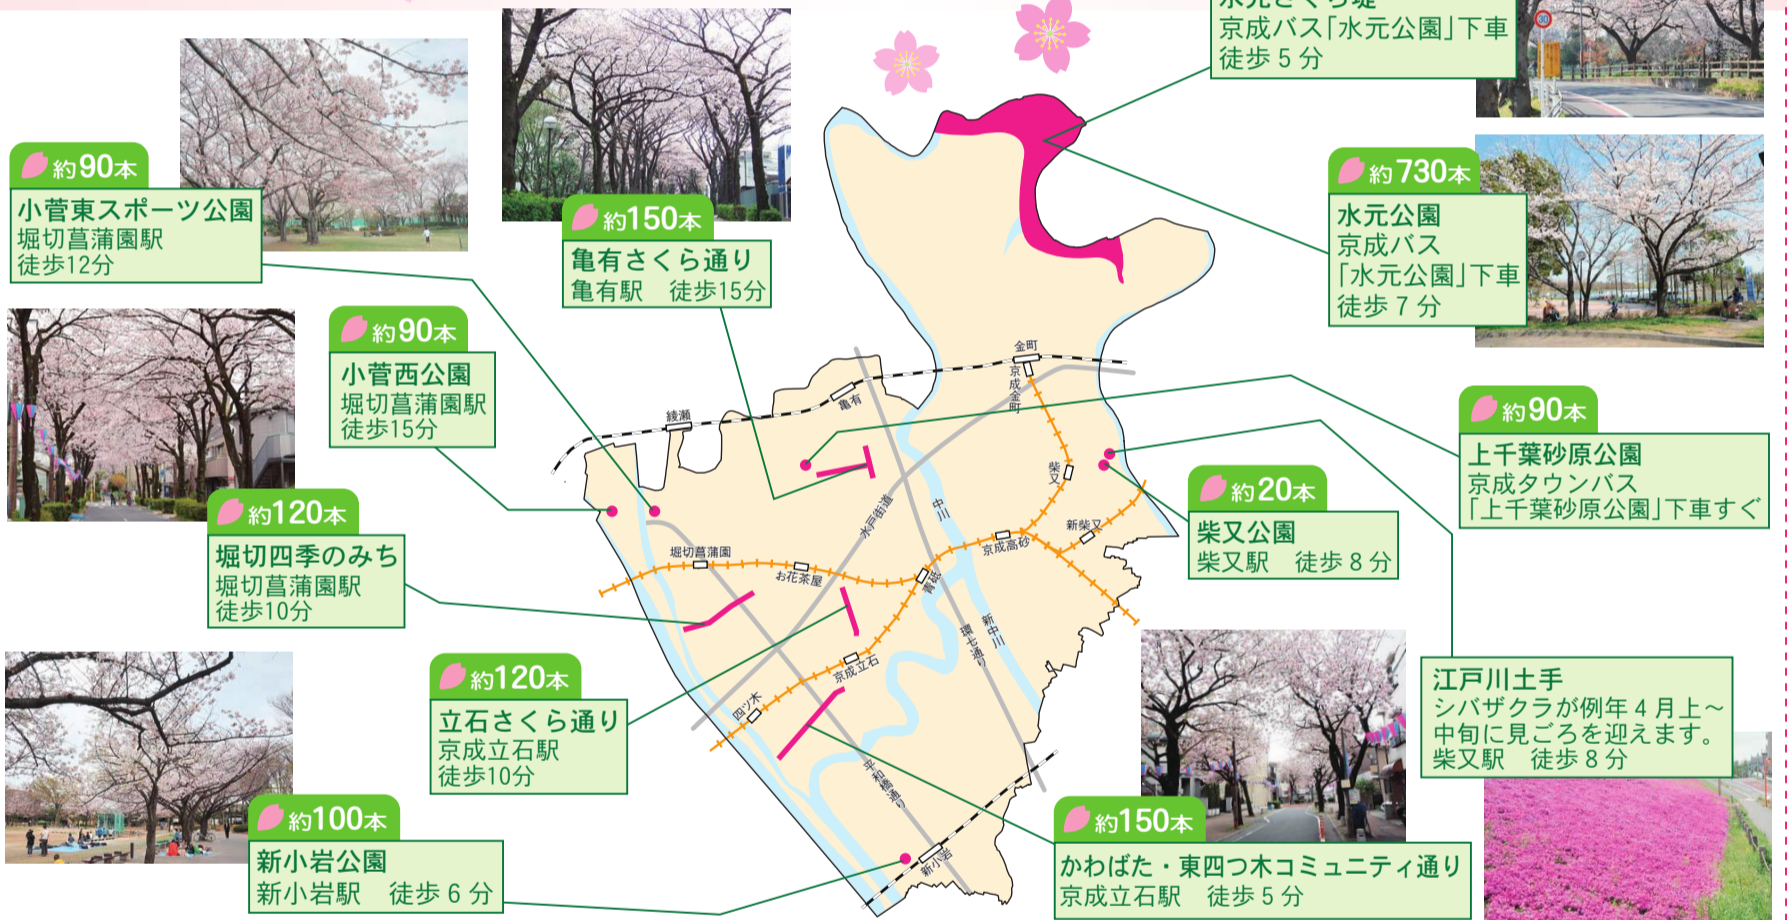 水元さくら堤
京成バス「水元公園」下車
徒歩5分
約90本
小菅東スポーツ公園
堀切菖蒲園駅
徒歩12分
約150本
亀有さくら通り
亀有駅　徒歩15分
約730本
水元公園
京成バス
「水元公園」下車
徒歩7分
約90本
小菅西公園
堀切菖蒲園駅
徒歩15分
約90本
上千葉砂原公園
京成タウンバス
「上千葉砂原公園」下車すぐ
約20本
柴又公園
柴又駅　徒歩8分
約120本
堀切四季のみち
堀切菖蒲園駅
徒歩10分
約120本
立石さくら通り
京成立石駅
徒歩10分
江戸川土手
シバザクラが例年4月上～
中旬に見ごろを迎えます。
柴又駅　徒歩8分
約100本
新小岩公園
新小岩駅　徒歩6分
約150本
かわばた・東四つ木コミュニティ通り
京成立石駅　徒歩5分
金町
京成金町
亀有
綾瀬
柴又
新柴又
京成高砂
水戸街道
中川
堀切菖蒲園
お花茶屋
青砥
新中川
環七通り
京成立石
四ツ木
平和橋通り
新小岩
30